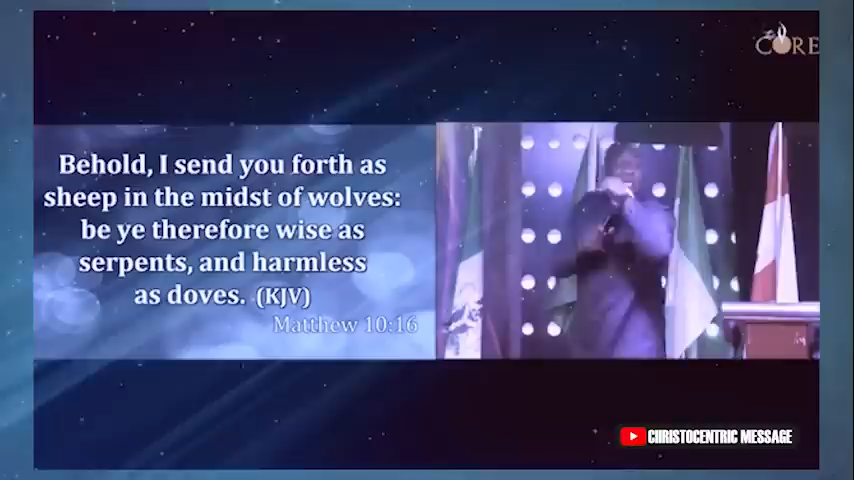 CORE
Behold, I send you forth as
sheep in the midst of wolves:
be ye therefore wise as
serpents, and harmless
as doves. (KJV)
Matthew 10:16
CHRISTOCENTRIC MESSAGE